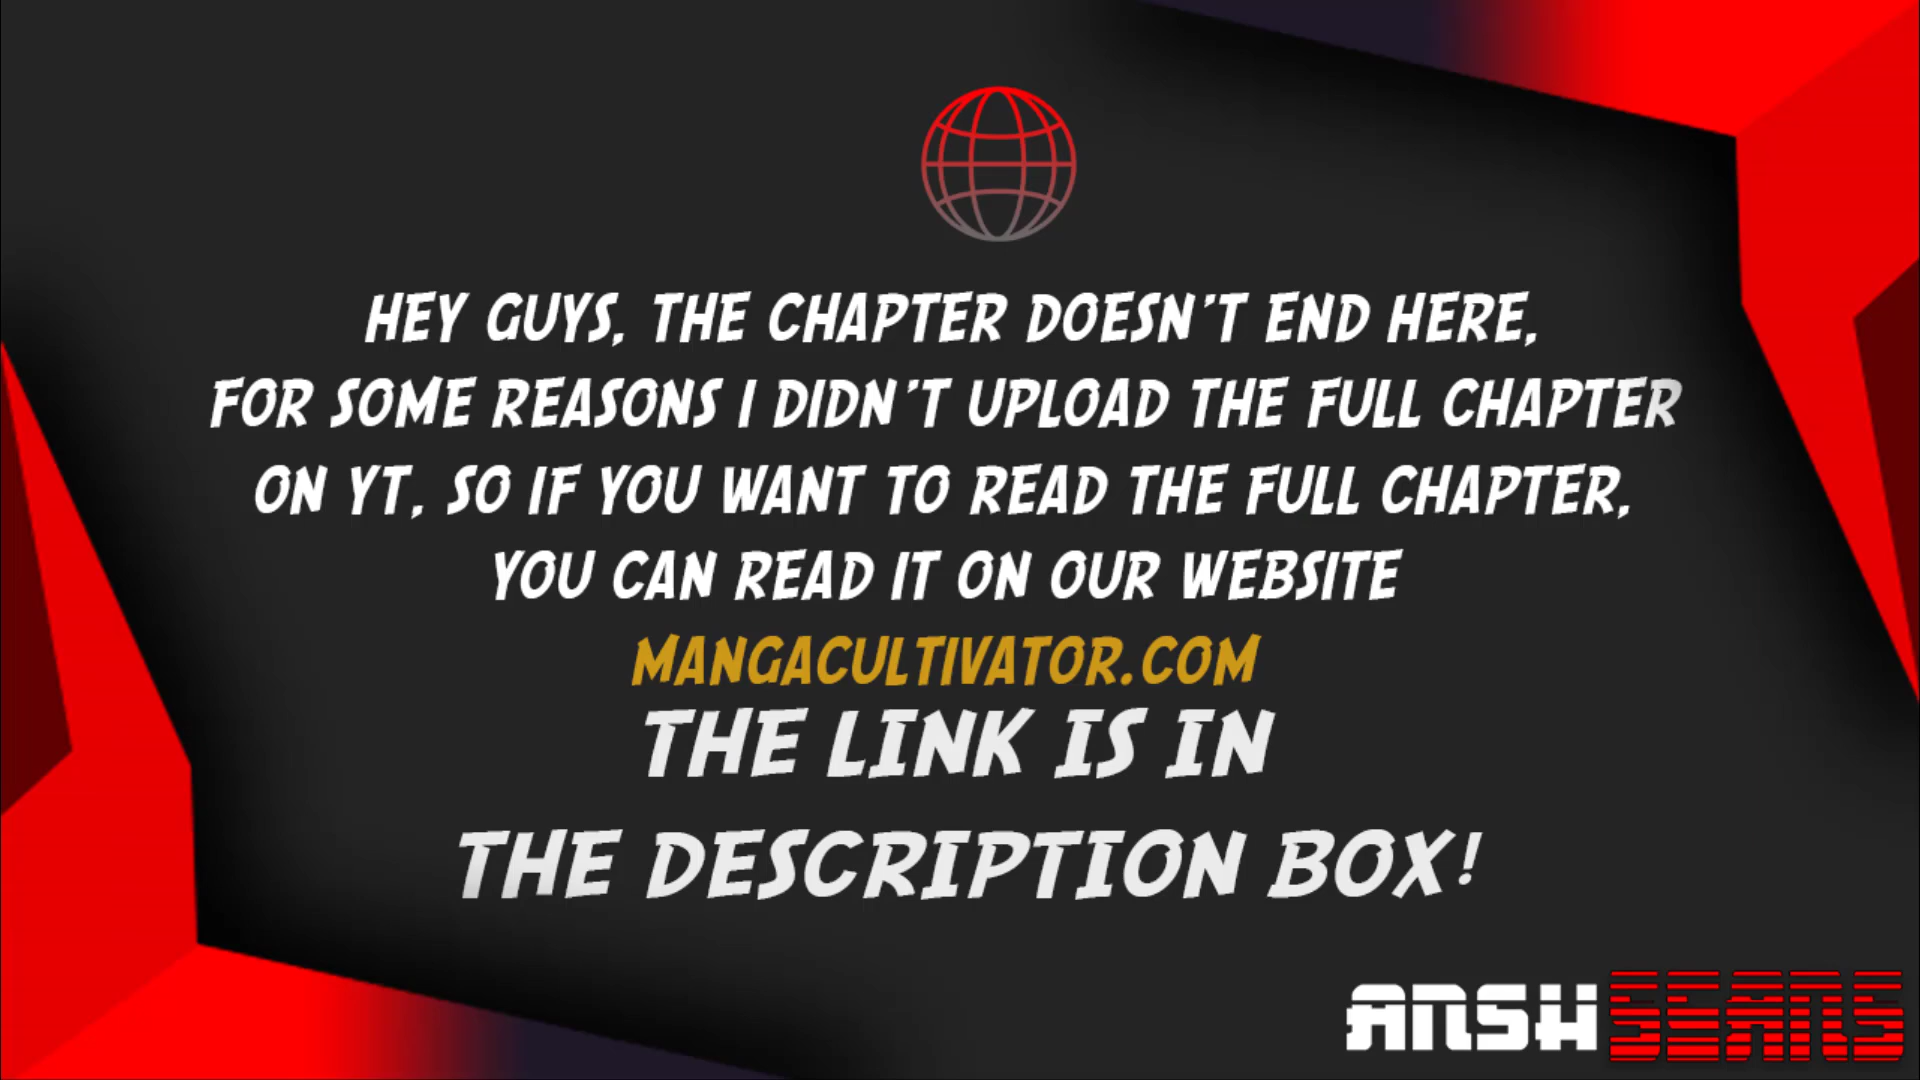 HEY GUYS, THE CHAPTER DOESN'T END HERE,
FOR SOME REASONS I DIDN'T UPLOAD THE FULL CHAPTER
ON YT, SO IF YOU WANT TO READ THE FULL CHAPTER,
YOU CAN READ IT ON OUR WEBSITE
MANGACULTIVATOR.COM
THE LINK IS IN
THE DESCRIPTION BOX!
ANSH SCANS